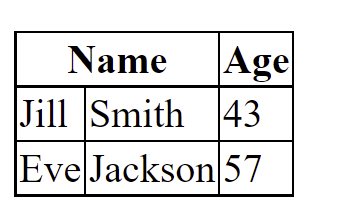 Name Age
Jill Smith 43
Eve Jackson 57